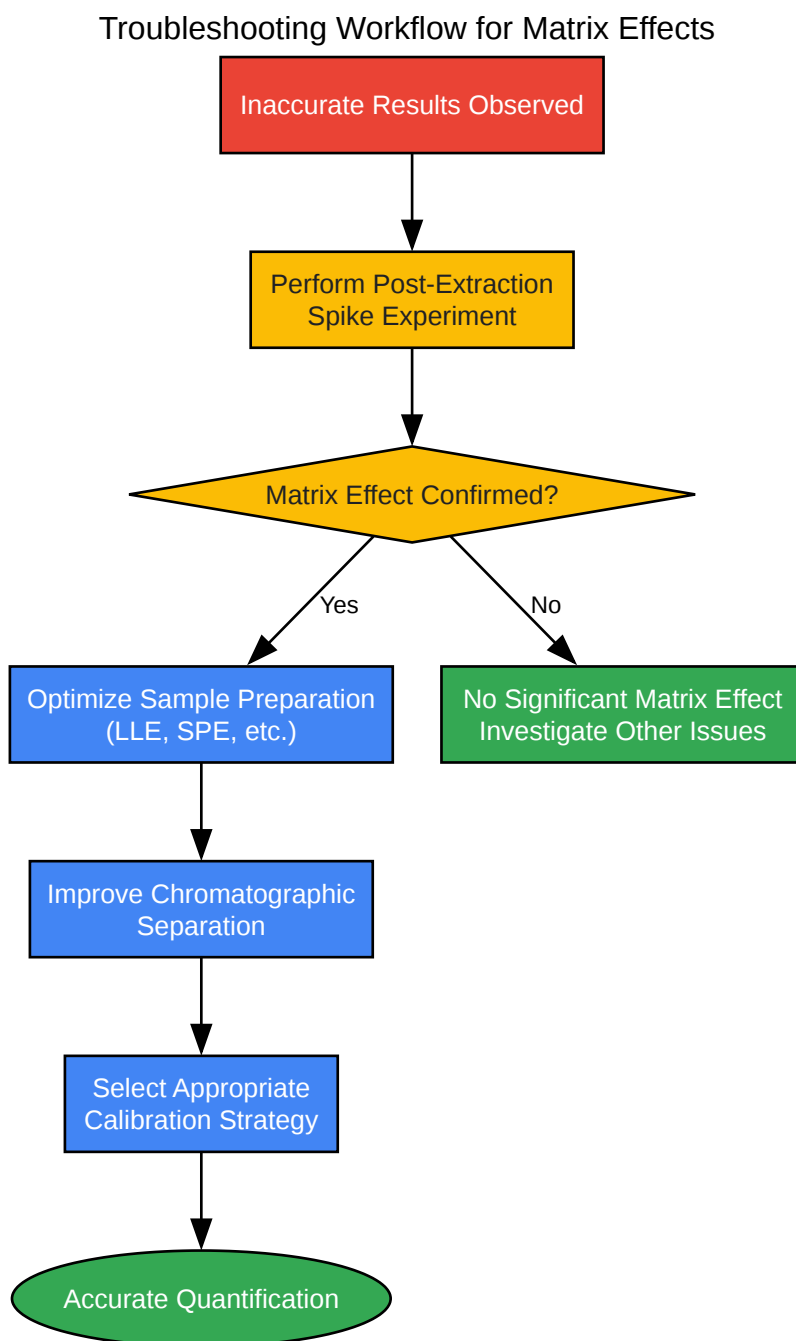 Troubleshooting Workflow for Matrix Effects
Inaccurate Results Observed
Perform Post-Extraction
Spike Experiment
Matrix Effect Confirmed?
Yes
No
Optimize Sample Preparation
(LLE, SPE, etc.)
No Significant Matrix Effect
Investigate Other Issues
Improve Chromatographic
Separation
Select Appropriate
Calibration Strategy
Accurate Quantification